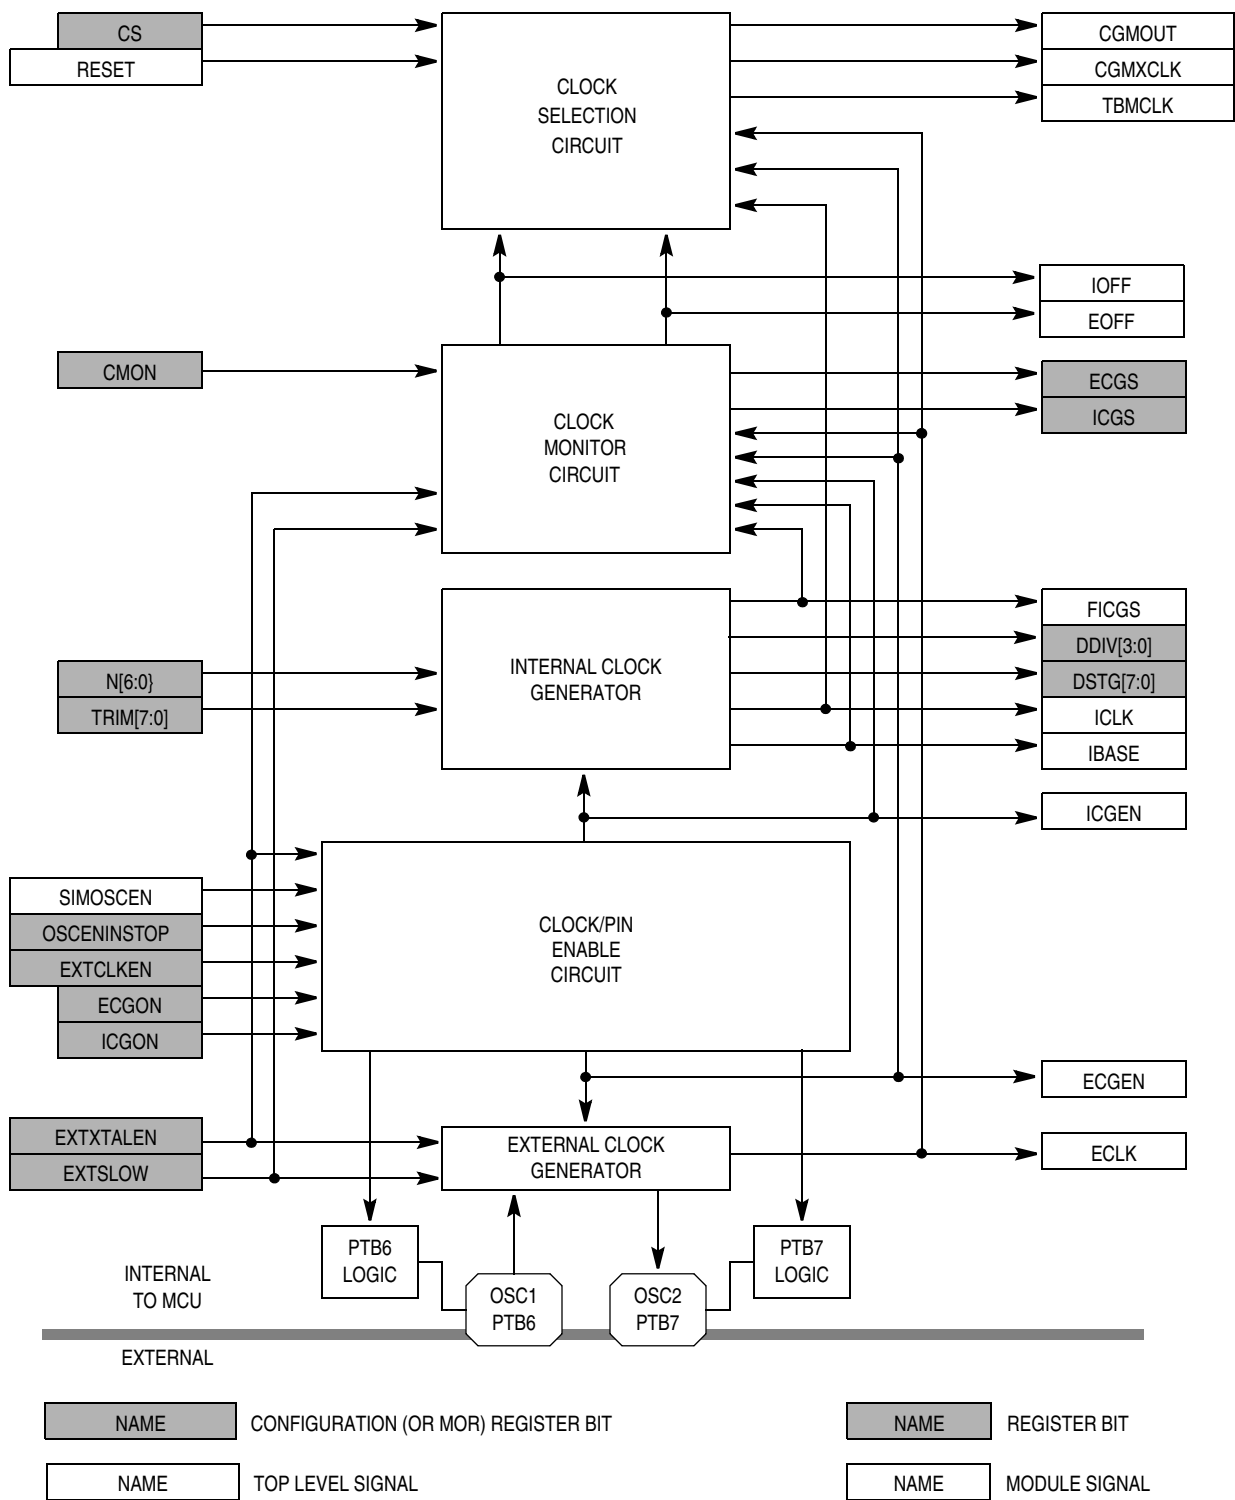 CS
RESET
CLOCK
SELECTION
CIRCUIT
CGMOUT
CGMXCLK
TBMCLK
IOFF
EOFF
CMON
CLOCK
MONITOR
CIRCUIT
ECGS
ICGS
N[6:0}
TRIM[7:0]
INTERNAL CLOCK
GENERATOR
FICGS
DDIV[3:0]
DSTG[7:0]
ICLK
IBASE
ICGEN
SIMOSCEN
OSCENINSTOP
EXTCLKEN
ECGON
ICGON
CLOCK/PIN
ENABLE
CIRCUIT
ECGEN
EXTXTALEN
EXTSLOW
EXTERNAL CLOCK
GENERATOR
ECLK
PTB6
LOGIC
PTB7
LOGIC
INTERNAL
TO MCU
OSC1
PTB6
OSC2
PTB7
EXTERNAL
NAME CONFIGURATION (OR MOR) REGISTER BIT
NAME REGISTER BIT
NAME TOP LEVEL SIGNAL
NAME MODULE SIGNAL